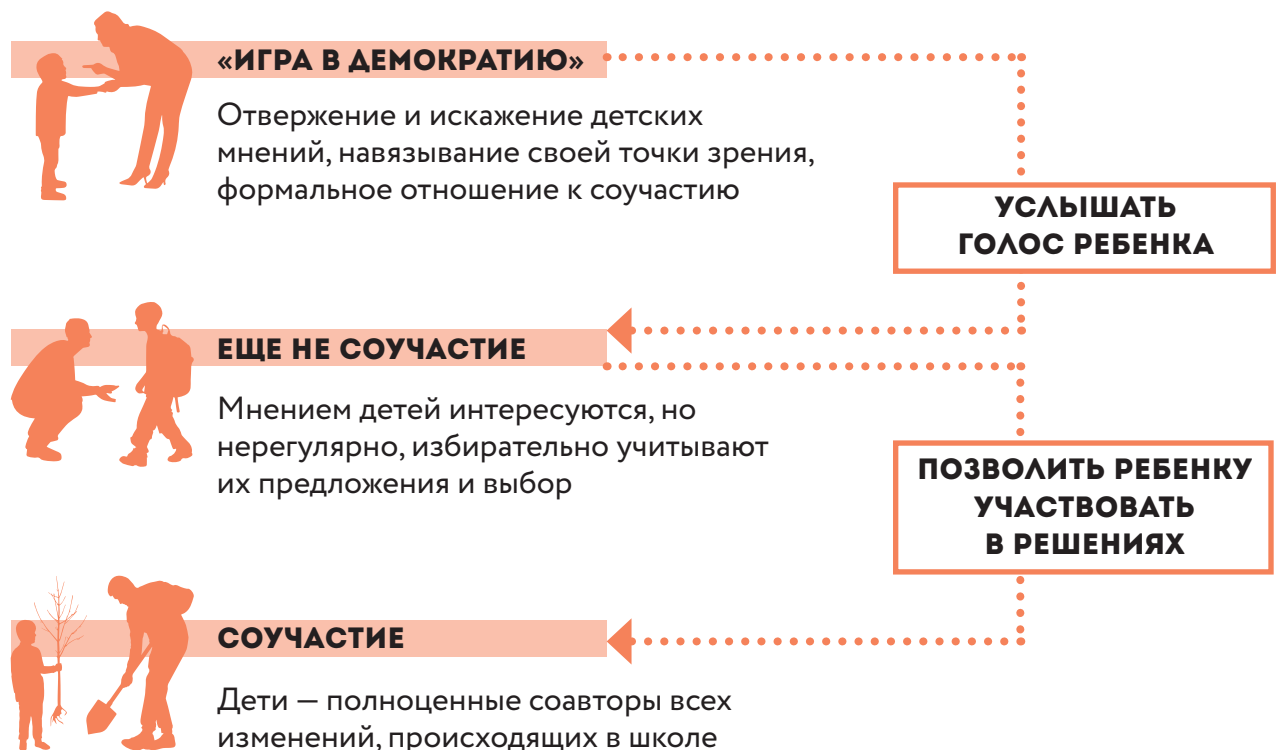 «ИГРА В ДЕМОКРАТИЮ»
Отвержение и искажение детских
мнений, навязывание своей точки зрения,
формальное отношение к соучастию
УСЛЫШАТЬ
ГОЛОС РЕБЕНКА
ЕЩЕ НЕ СОУЧАСТИЕ
Мнением детей интересуются, но
нерегулярно, избирательно учитывают
их предложения и выбор
ПОЗВОЛИТЬ РЕБЕНКУ
УЧАСТВОВАТЬ
В РЕШЕНИЯХ
СОУЧАСТИЕ
Дети — полноценные соавторы всех
изменений, происходящих в школе